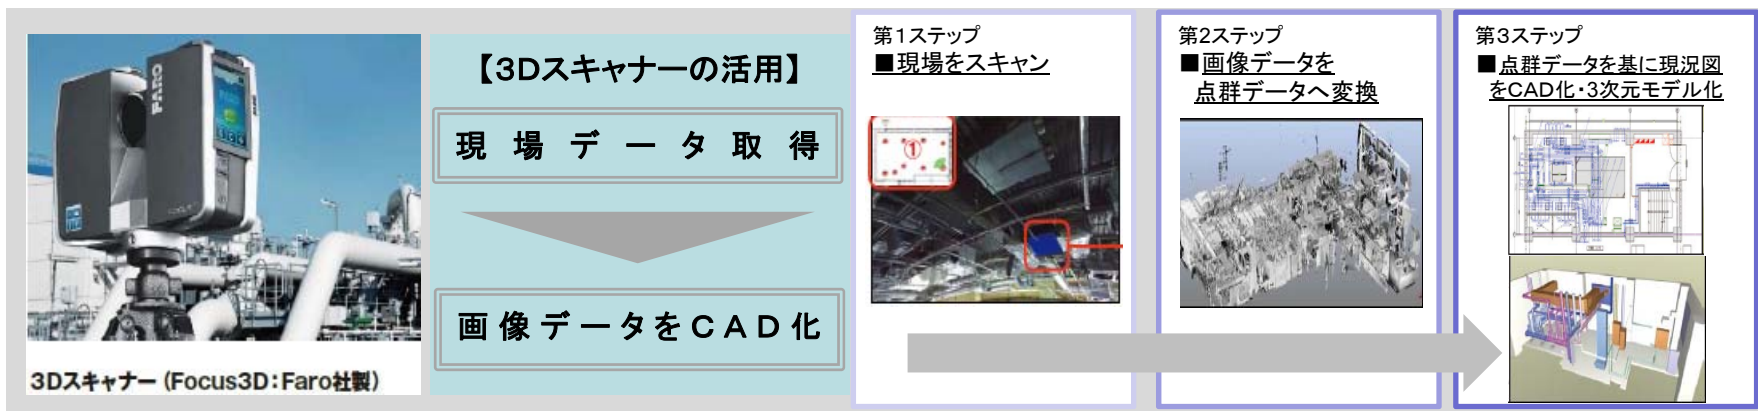 FARO
3Dスキャナー（Focus3D：Faro社製）
【3Dスキャナーの活用】
現場データ取得
画像データをＣＡＤ化
第1ステップ
■現場をスキャン
①
第2ステップ
■画像データを
点群データへ変換
第3ステップ
■点群データを基に現況図
をCAD化・3次元モデル化